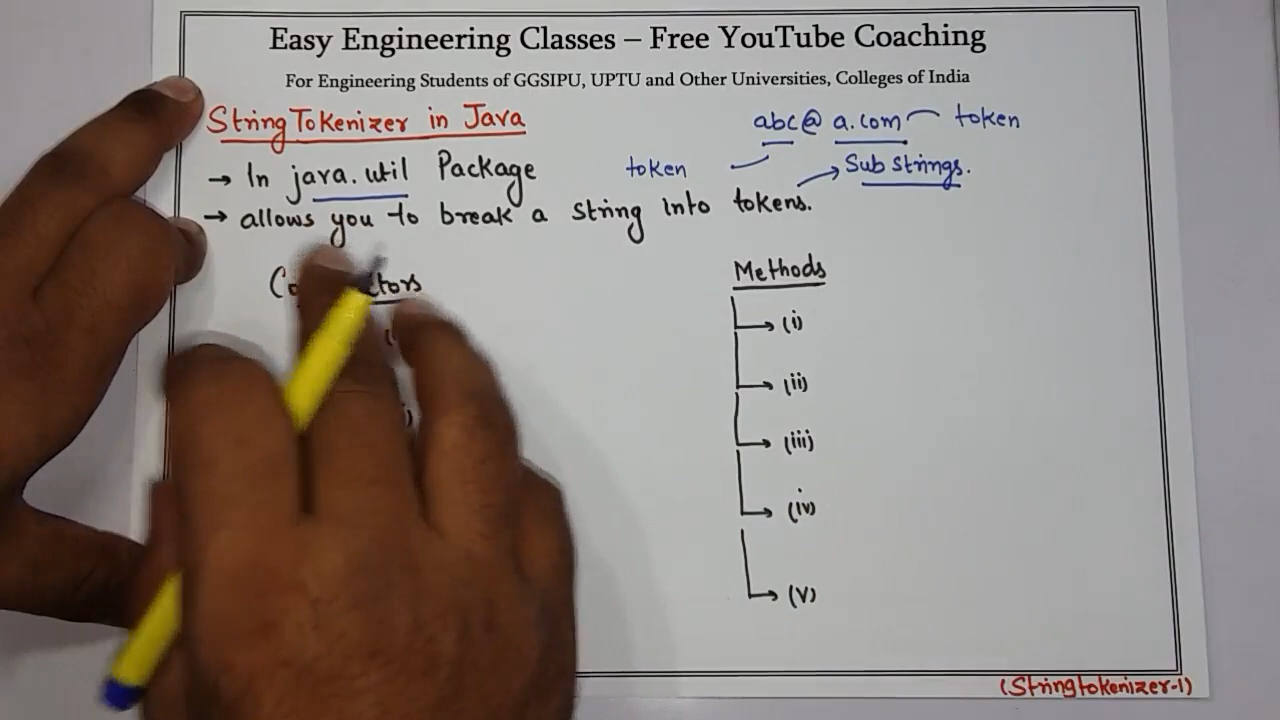 Easy Engineering Classes – Free YouTube Coaching
For Engineering Students of GGSIPU, UPTU and Other Universities, Colleges of India
StringTokenizer in Java
abc@ a.com token
→ In java.util Package
token
→ Sub Strings.
→ allows you to break a string into tokens.
Methods
(i)
(ii)
(iii)
(iv)
(v)
(Stringtokenizer-1)